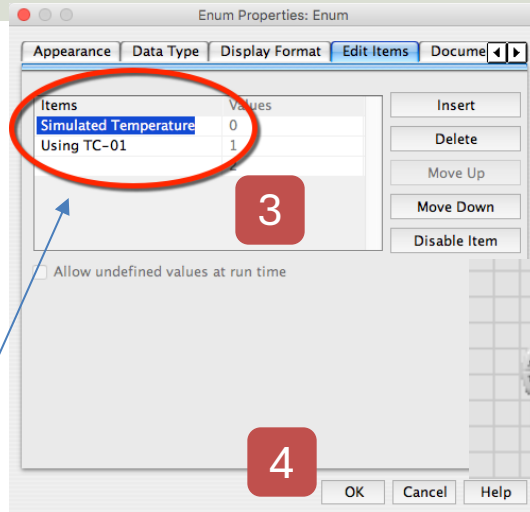 Enum Properties: Enum
Appearance Data Type Display Format Edit Items Docume
Items Values
Simulated Temperature 0
Using TC-01 1
2
Insert
Delete
Move Up
Move Down
Disable Item
3
Allow undefined values at run time
4
OK Cancel Help